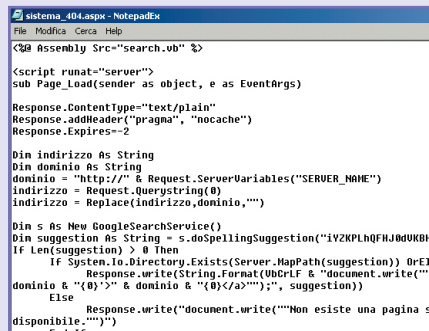 sistema_404.aspx - NotepadEx
File Modifica Cerca Help
<%@ Assembly Src="search.vb" %>
<script runat="server">
sub Page_Load(sender as object, e as EventArgs)
Response.ContentType="text/plain"
Response.addHeader("pragma", "nocache")
Response.Expires=-2
Dim indirizzo As String
Dim dominio As String
dominio = "http://" & Request.ServerVariables("SERVER_NAME")
indirizzo = Request.Querystring(0)
indirizzo = Replace(indirizzo,dominio,"")
Dim s As New GoogleSearchService()
Dim suggestion As String = s.doSpellingSuggestion("iYZKPLhQFHJ0dVKBH
If Len(suggestion) > 0 Then
If System.Io.Directory.Exists(Server.MapPath(suggestion)) OrEl
Response.write(String.Format(VbCrLF & "document.write(""
dominio & "{0}'>" & dominio & "{0}</a>"");", suggestion))
Else
Response.write("document.write(""Non esiste una pagina s
disponibile."")")
End If